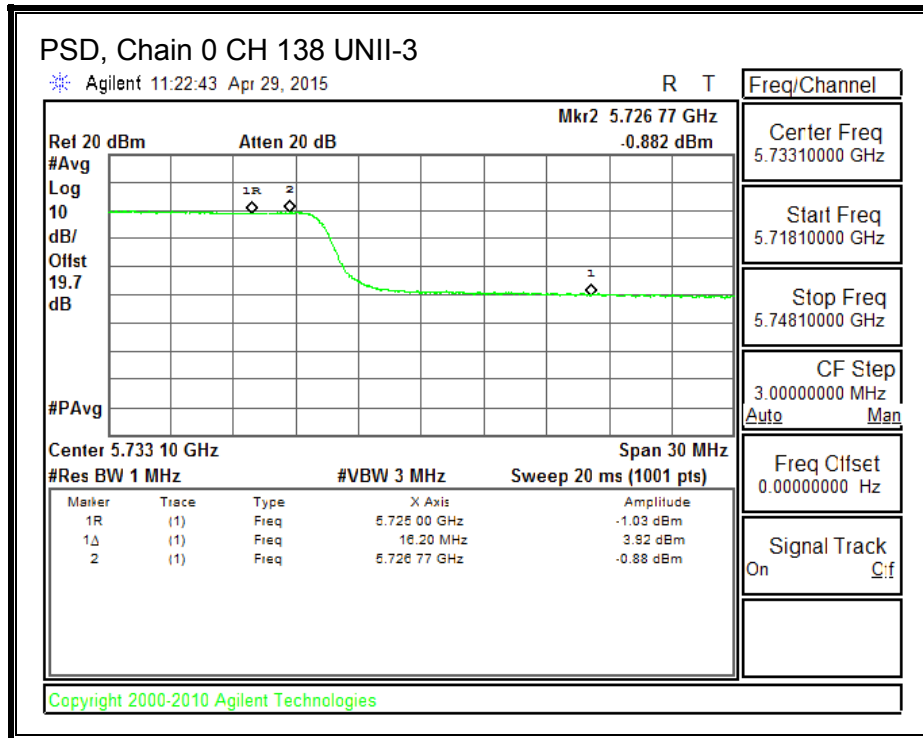 PSD, Chain 0 CH 138 UNII-3
Agilent 11:22:43 Apr 29, 2015 R T
Mkr2 5.726 77 GHz
Ref 20 dBm Atten 20 dB -0.882 dBm
#Avg
Log
10
dB/
Offst
19.7
dB
1R 2
1
#PAvg
Center 5.733 10 GHz Span 30 MHz
#Res BW 1 MHz #VBW 3 MHz Sweep 20 ms (1001 pts)
Marker Trace Type X Axis Amplitude
1R (1) Freq 5.725 00 GHz -1.03 dBm
1Δ (1) Freq 16.20 MHz 3.92 dBm
2 (1) Freq 5.726 77 GHz -0.88 dBm
Freq/Channel
Center Freq
5.73310000 GHz
Start Freq
5.71810000 GHz
Stop Freq
5.74810000 GHz
CF Step
3.00000000 MHz
Auto Man
Freq Offset
0.00000000 Hz
Signal Track
On Off
Copyright 2000-2010 Agilent Technologies